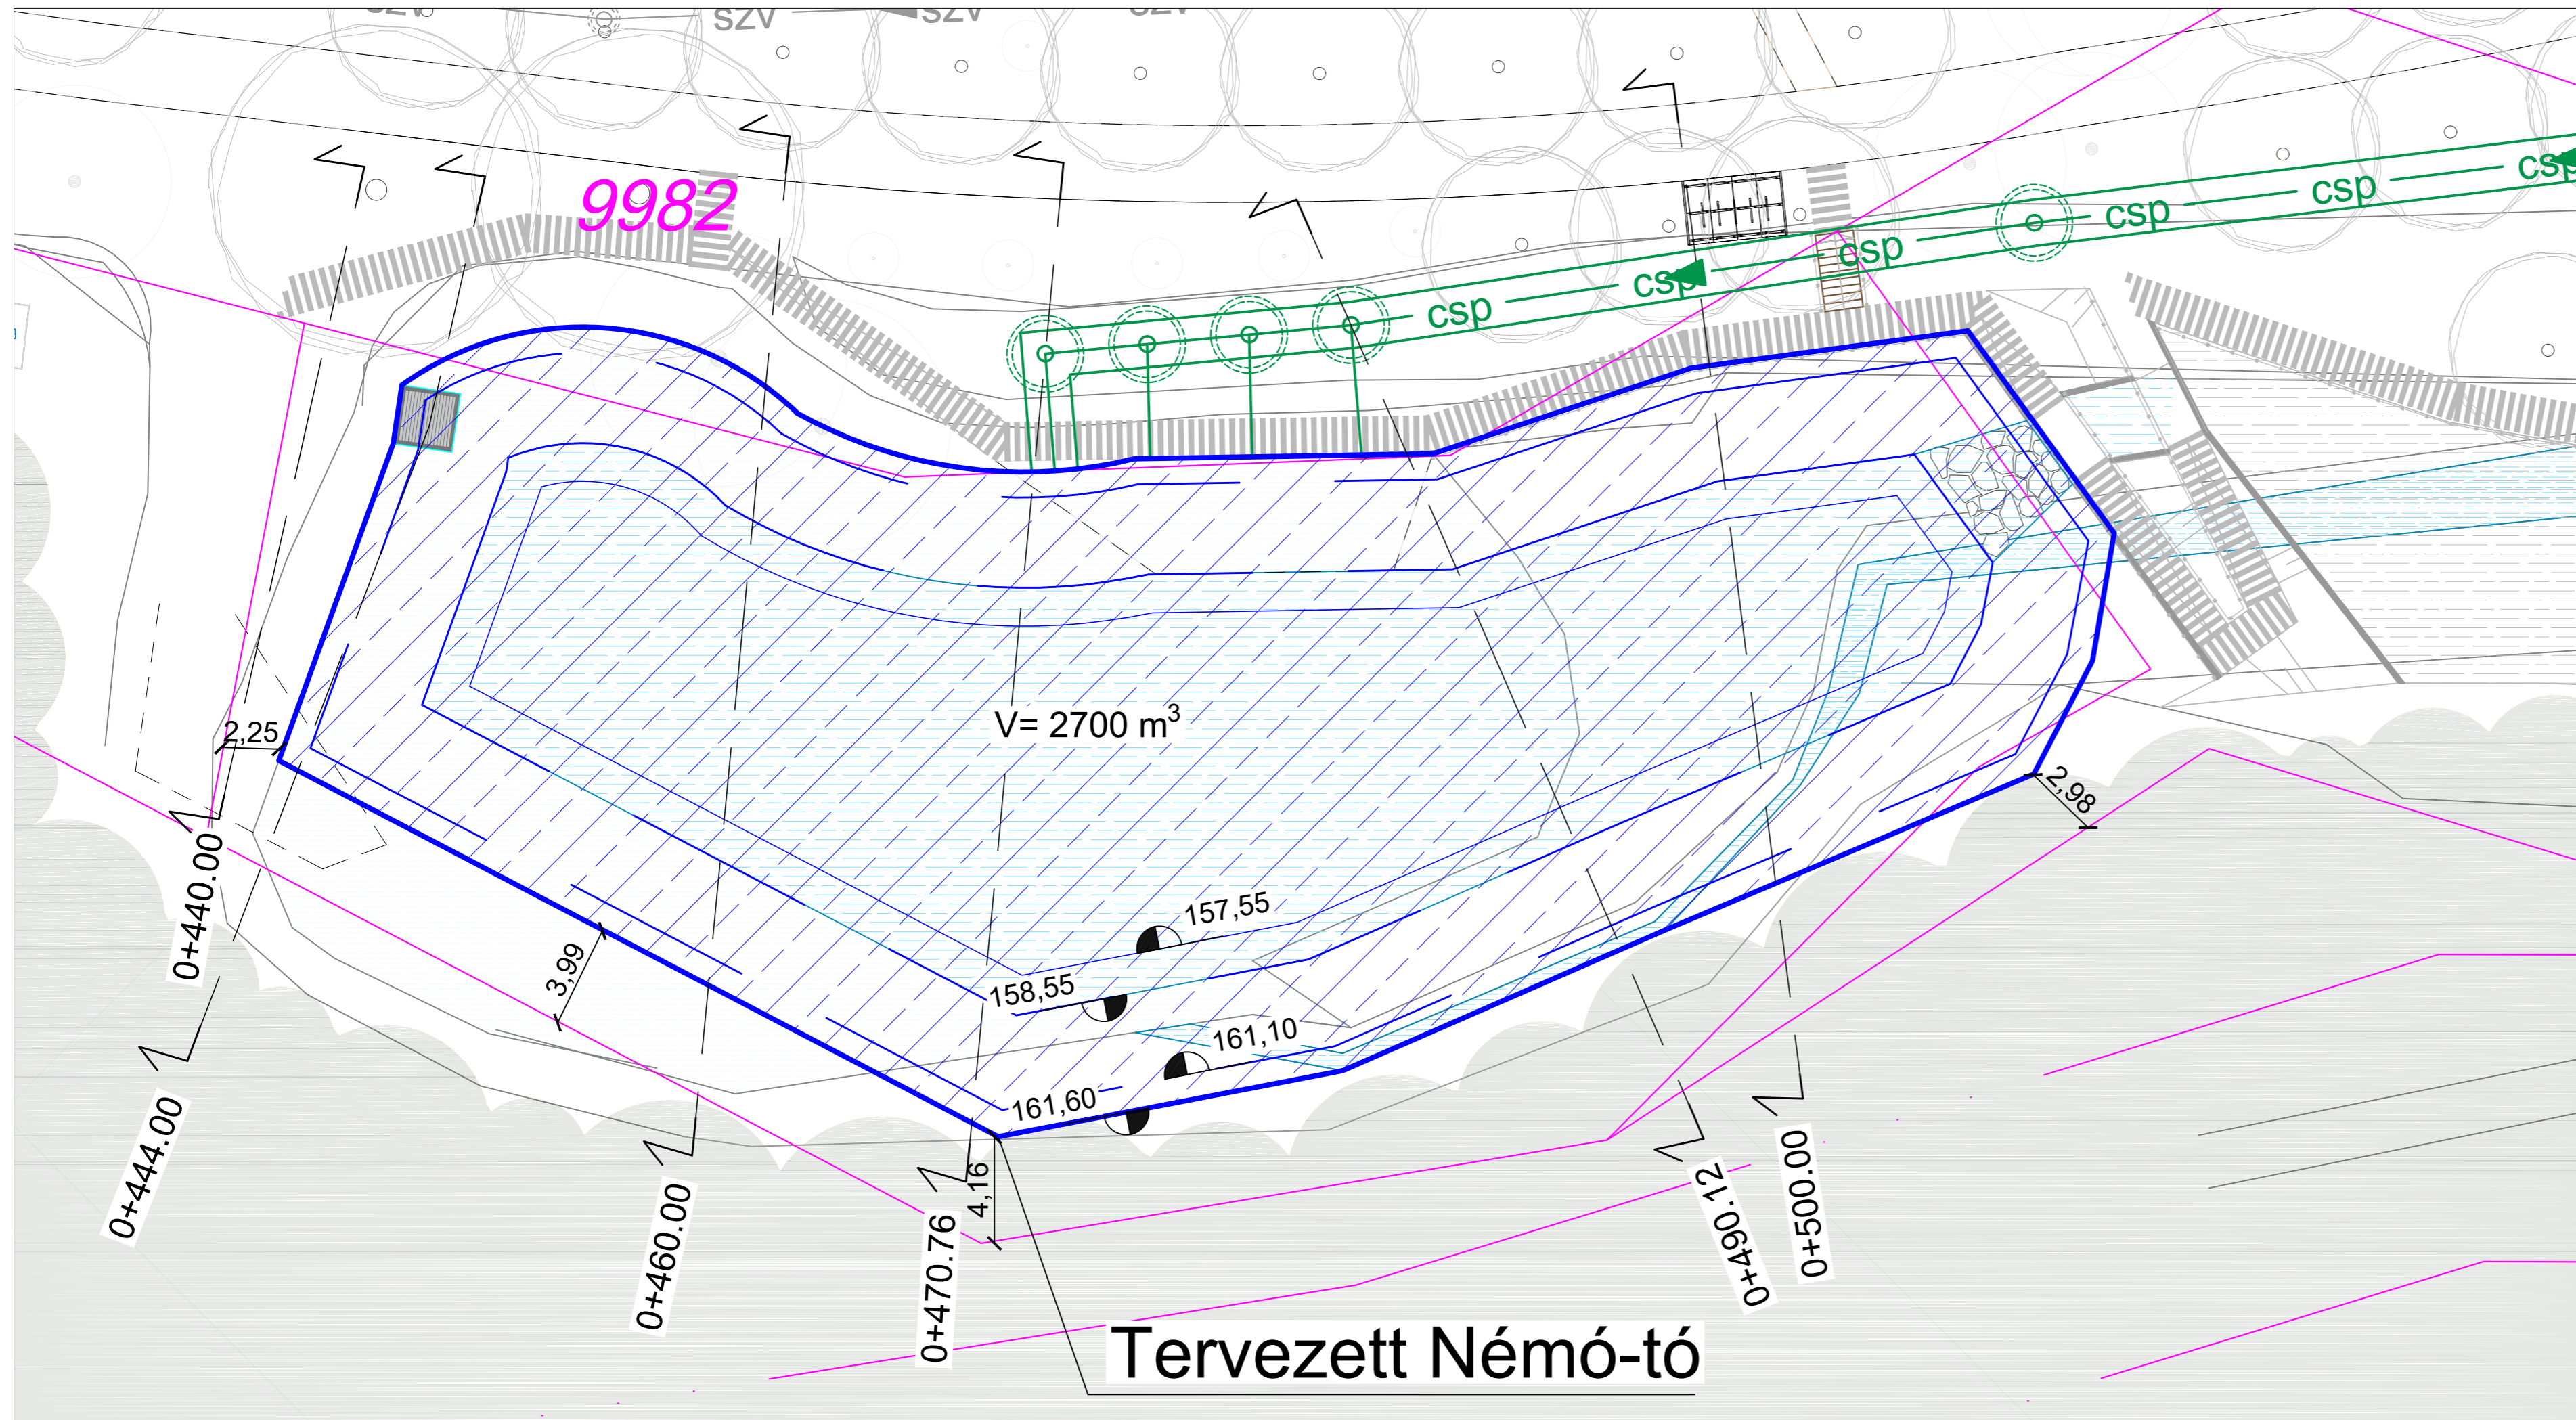 szv
szv
szv
szv
9982
csp
csp
csp
csp
csp
csp
2,25
V= 2700 m³
2,98
0+440.00
3,99
157,55
158,55
161,10
161,60
4,16
0+444.00
0+460.00
0+470.76
0+490.12
0+500.00
Tervezett Némó-tó